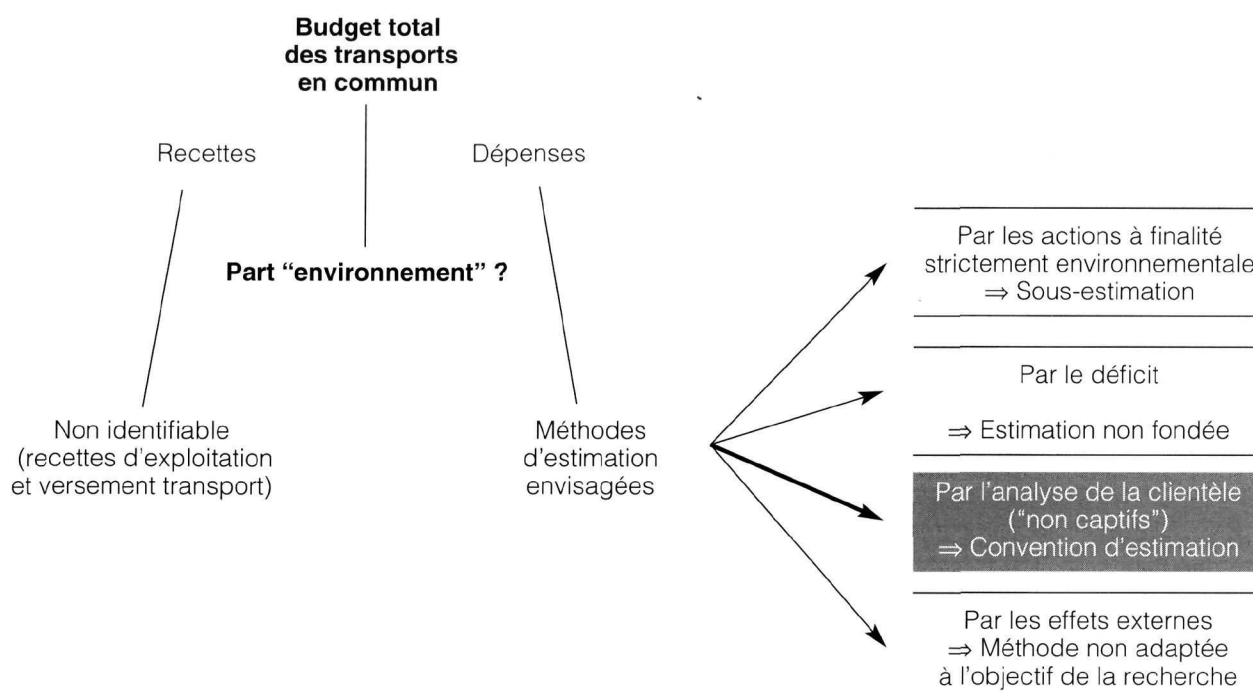 Budget total
des transports
en commun
Recettes
Dépenses
Part “environnement” ?
Non identifiable
(recettes d’exploitation
et versement transport)
Méthodes
d’estimation
envisagées
Par les actions à finalité
strictement environnementale
⇒ Sous-estimation
Par le déficit
⇒ Estimation non fondée
Par l’analyse de la clientèle
(“non captifs”)
⇒ Convention d’estimation
Par les effets externes
⇒ Méthode non adaptée
à l’objectif de la recherche